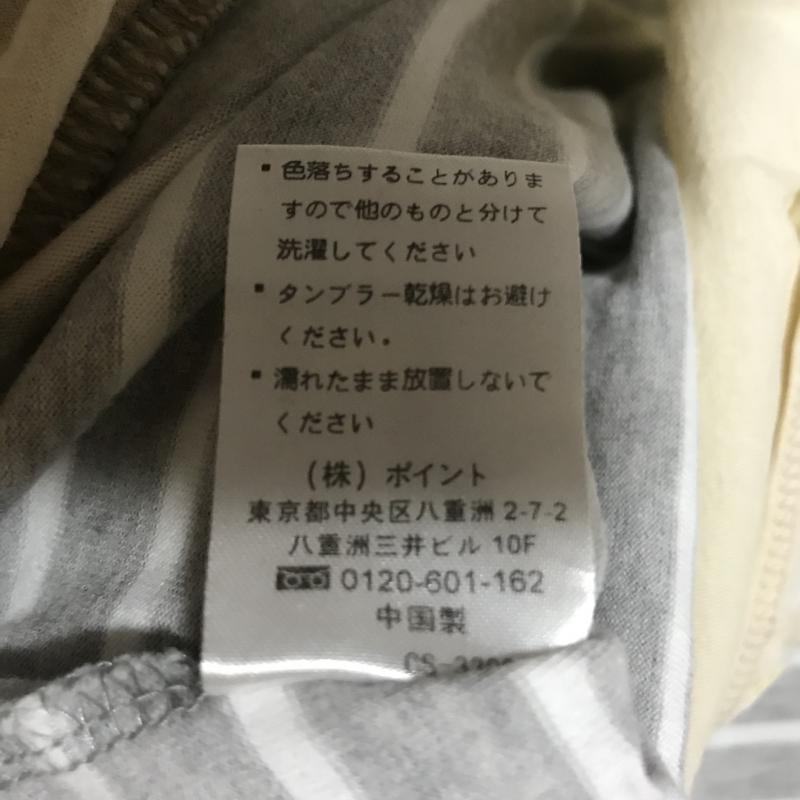 ▪色落ちすることがありま
すので他のものと分けて
洗濯してください
▪タンブラー乾燥はお避け
ください。
▪濡れたまま放置しないで
ください
(株) ポイント
東京都中央区八重洲 2-7-2
八重洲三井ビル 10F
0120-601-162
中国製